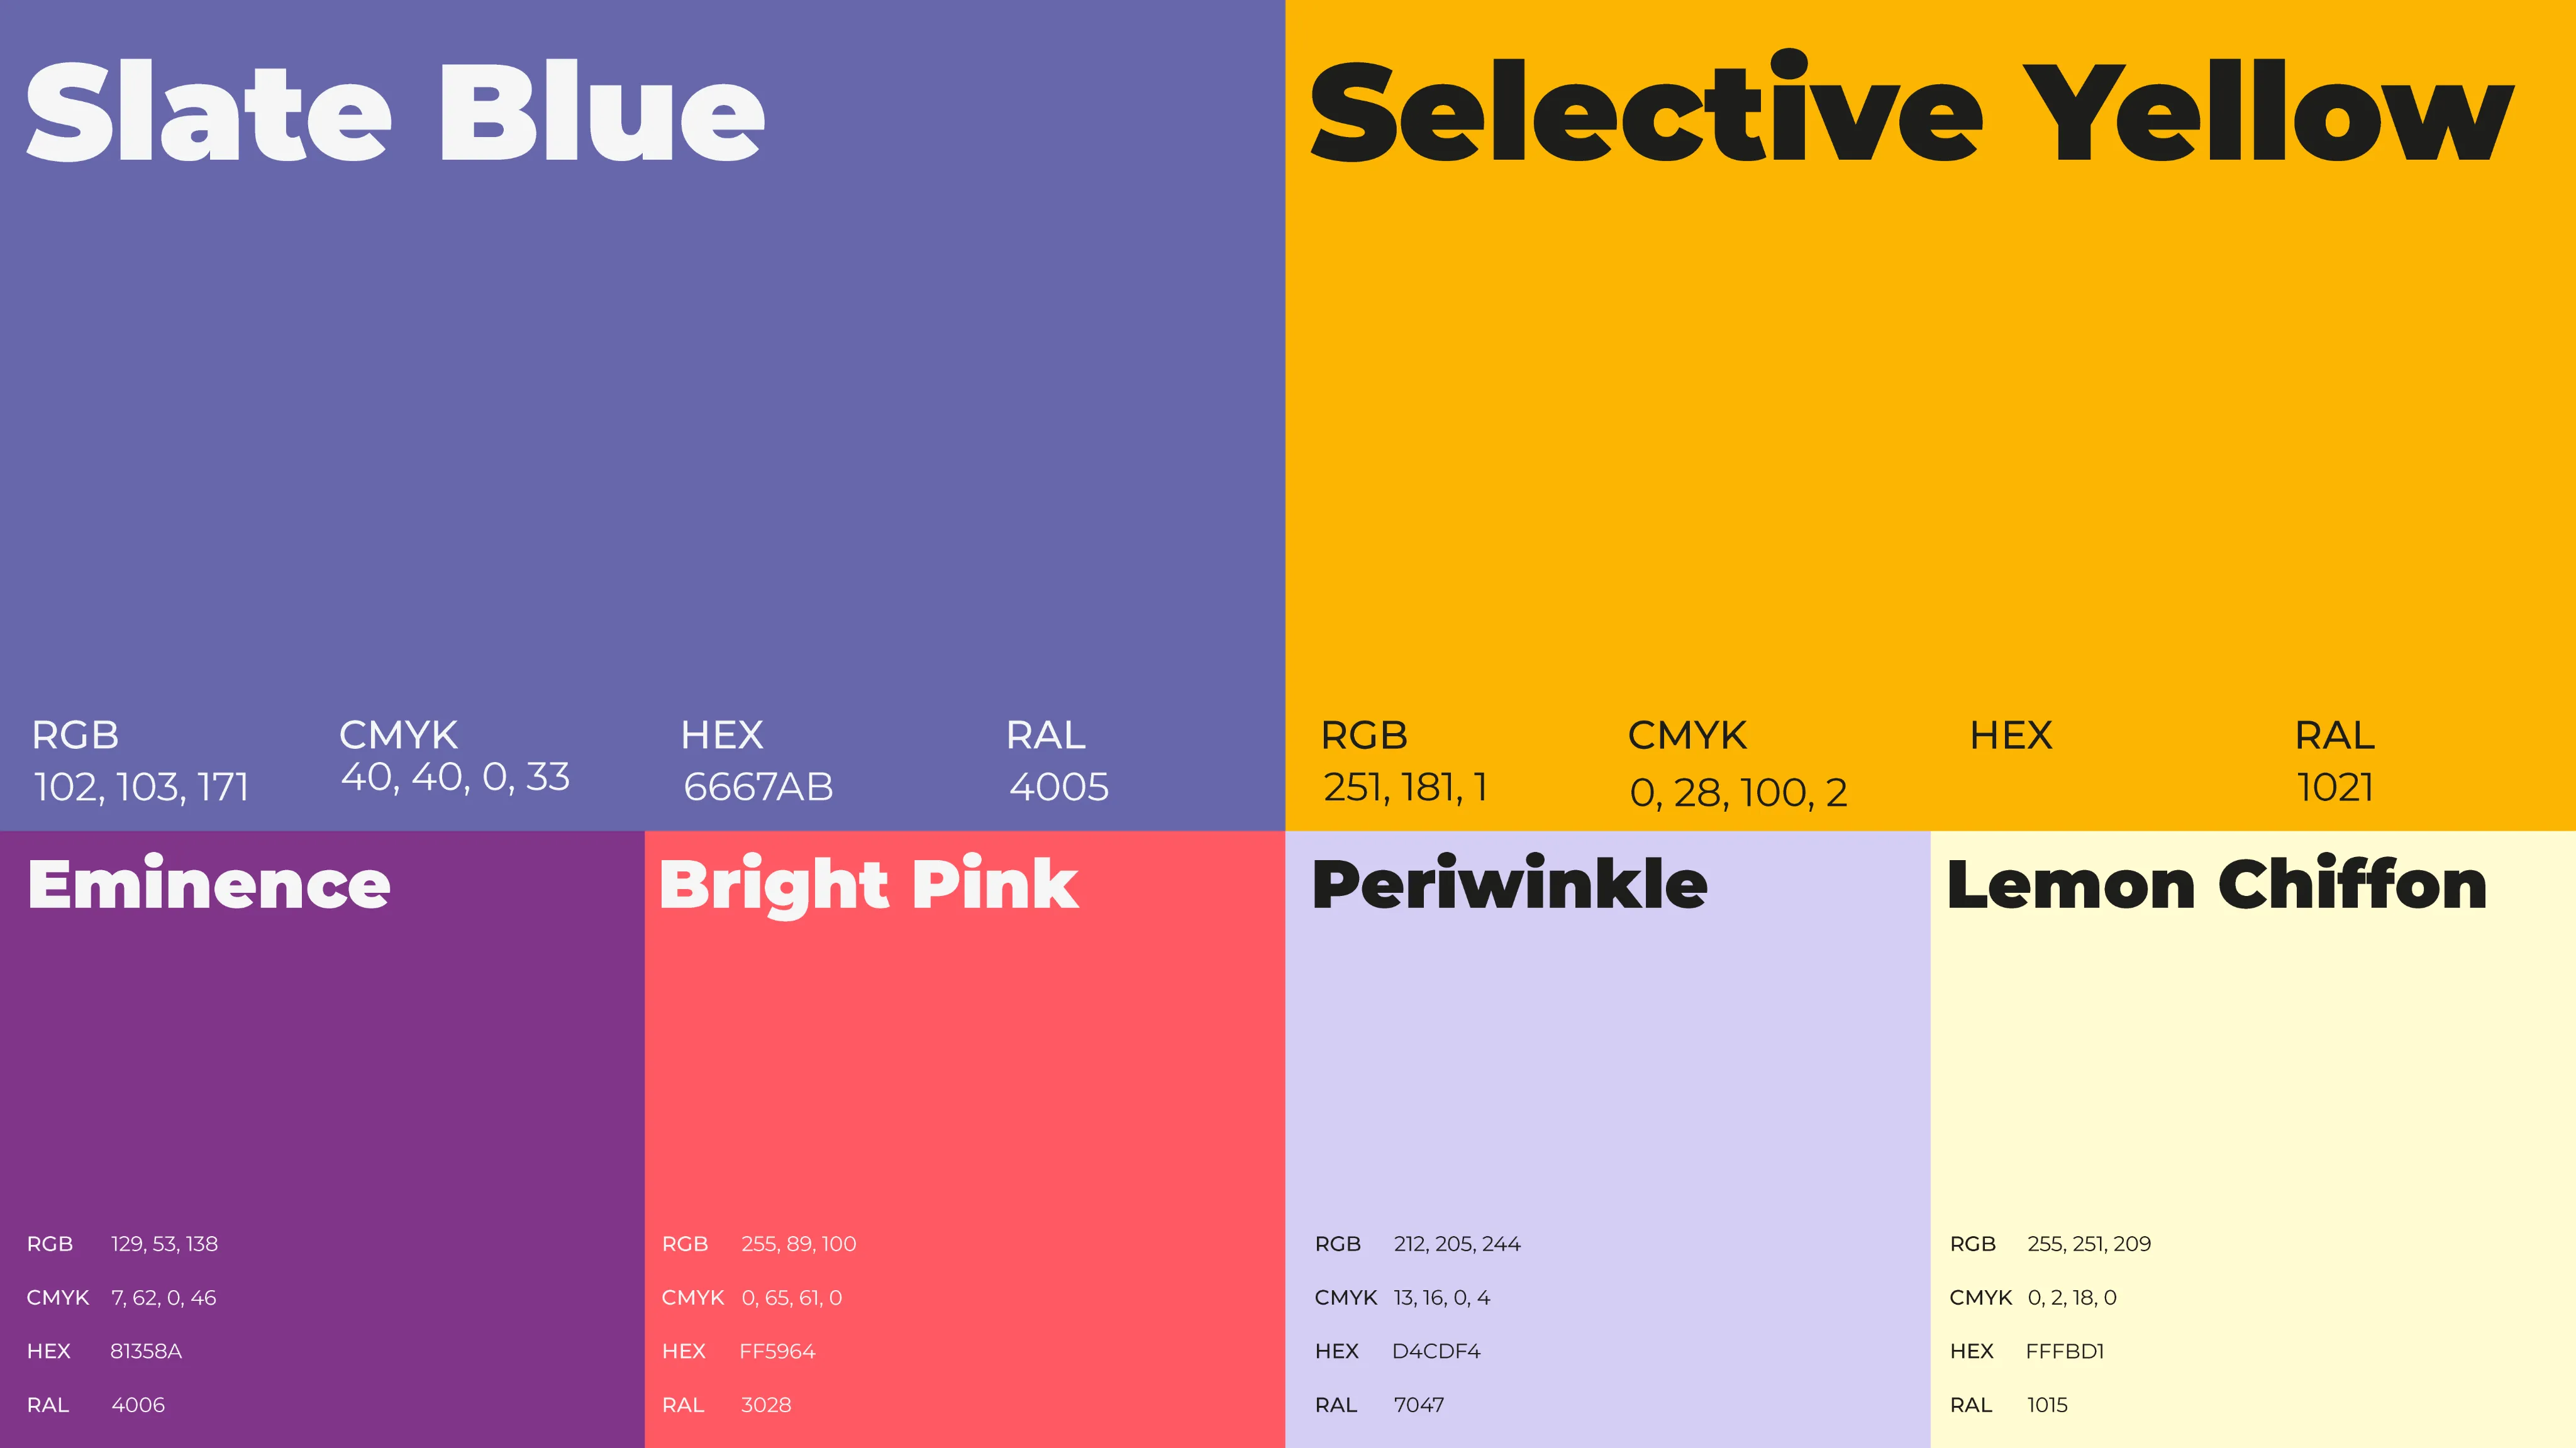 Slate Blue
RGB CMYK HEX RAL
102, 103, 171 40, 40, 0, 33 6667AB 4005
Selective Yellow
RGB CMYK HEX RAL
251, 181, 1 0, 28, 100, 2 1021
Eminence
RGB 129, 53, 138
CMYK 7, 62, 0, 46
HEX 81358A
RAL 4006
Bright Pink
RGB 255, 89, 100
CMYK 0, 65, 61, 0
HEX FF5964
RAL 3028
Periwinkle
RGB 212, 205, 244
CMYK 13, 16, 0, 4
HEX D4CDF4
RAL 7047
Lemon Chiffon
RGB 255, 251, 209
CMYK 0, 2, 18, 0
HEX FFFBD1
RAL 1015